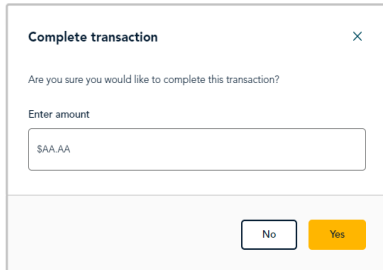 Complete transaction
Are you sure you would like to complete this transaction?
Enter amount
$AA.AA
No
Yes